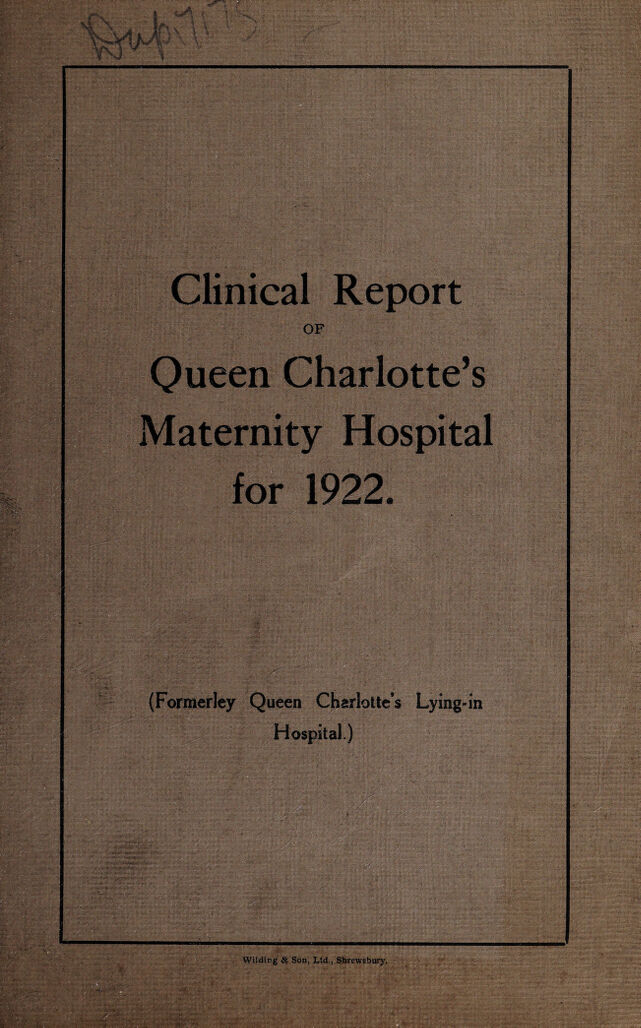 Clinical Report
OF
Queen Charlotte's
Maternity Hospital
for 1922.
(Formerley Queen Charlotte's Lying-in
Hospital.)
Wilding & Son, Ltd., Shrewsbury.